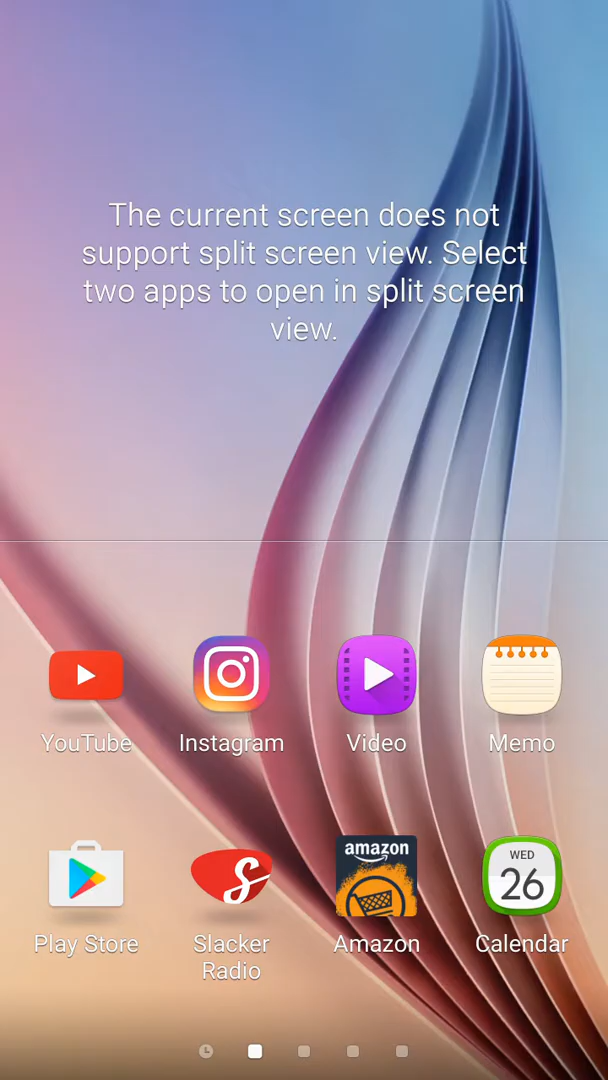 The current screen does not
support split screen view. Select
two apps to open in split screen
view.
YouTube
Instagram
Video
Memo
amazon
WED
26
Play Store
Slacker
Radio
Amazon
Calendar